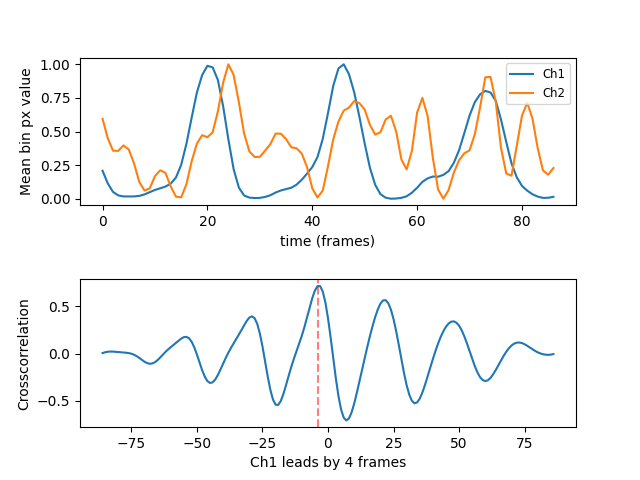 1.00
0.75
0.50
0.25
0.00
Mean bin px value
Ch1
Ch2
0 20 40 60 80
time (frames)
0.5
0.0
−0.5
Crosscorrelation
−75 −50 −25 0 25 50 75
Ch1 leads by 4 frames